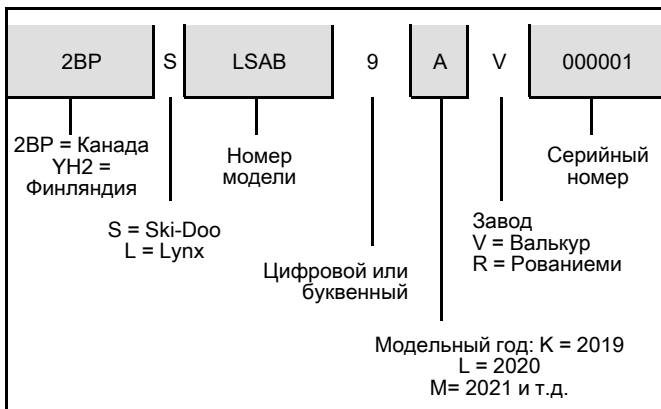 2BP S LSAB 9 A V 000001
2BP = Канада
YH2 =
Финляндия
Номер
модели
Серийный
номер
S = Ski-Doo
L = Lynx
Завод
V = Валькур
R = Рованиеми
Цифровой или
буквенный
Модельный год: K = 2019
L = 2020
M= 2021 и т.д.